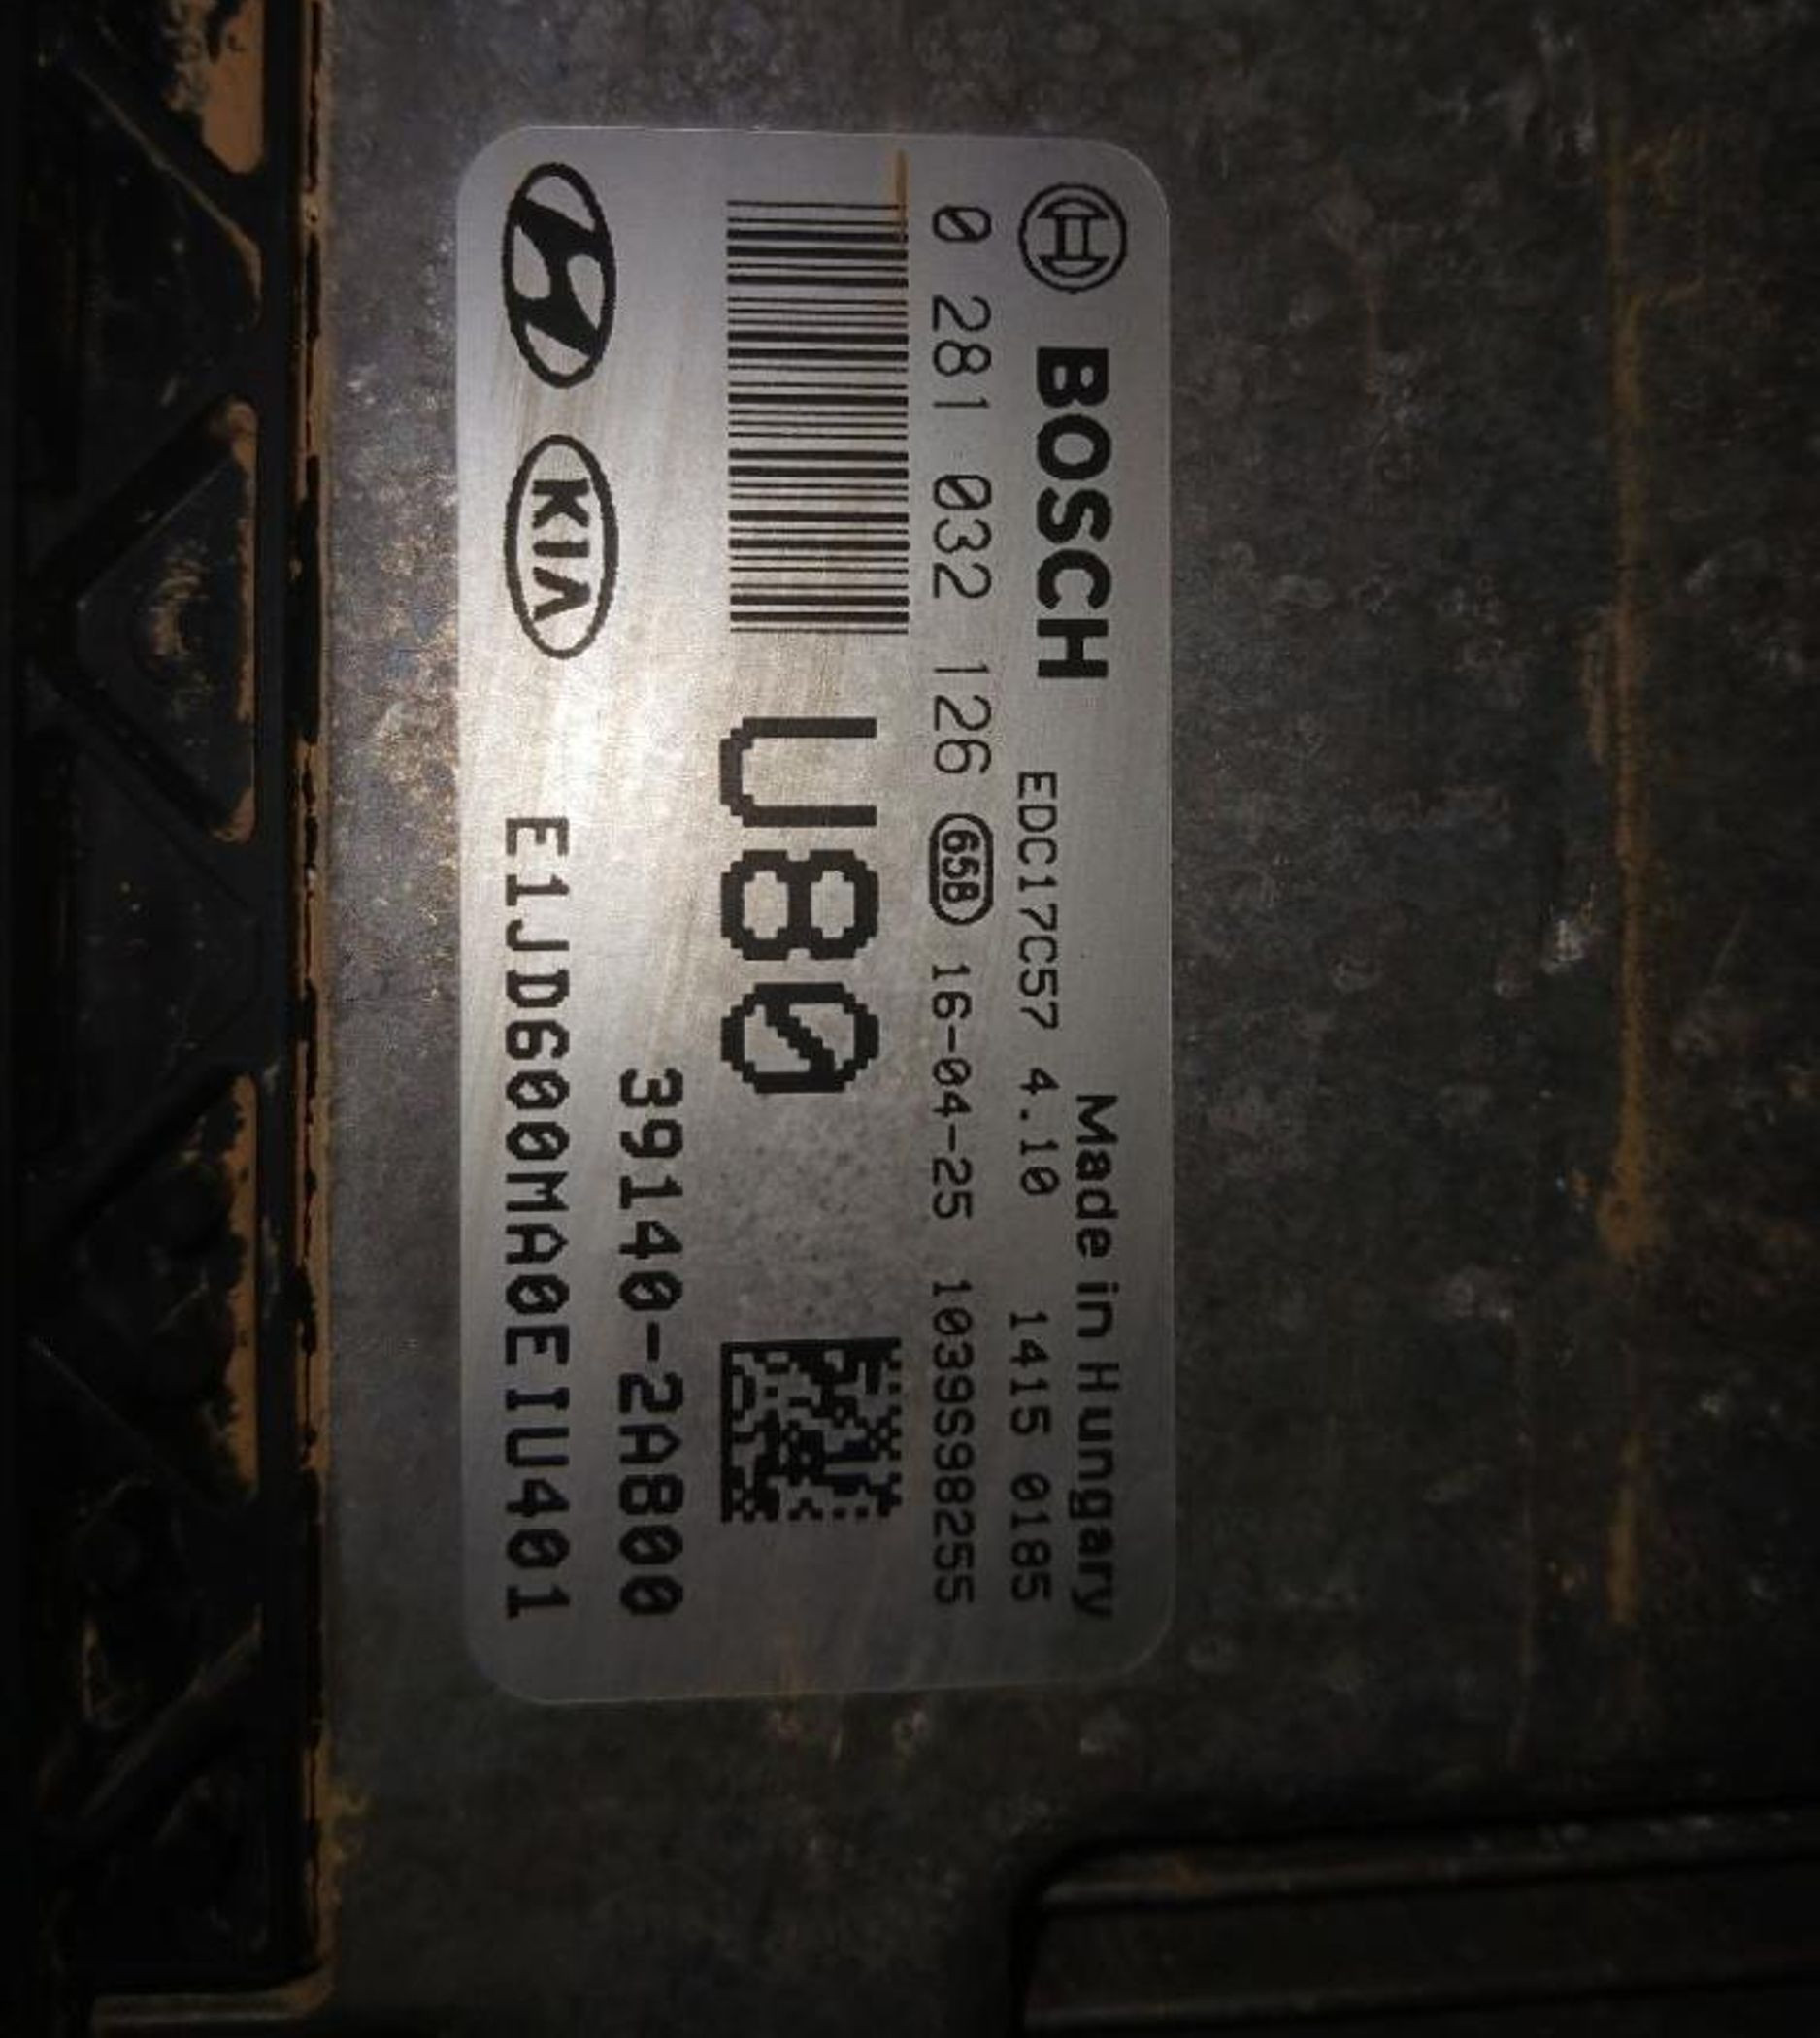 BOSCH
Made in Hungary
EDC17C57 4.10 1415 0185
0 281 032 126 65B 16-04-25 1039S98255
U80
39140-2A800
KIA E1JD600MA0EIU401